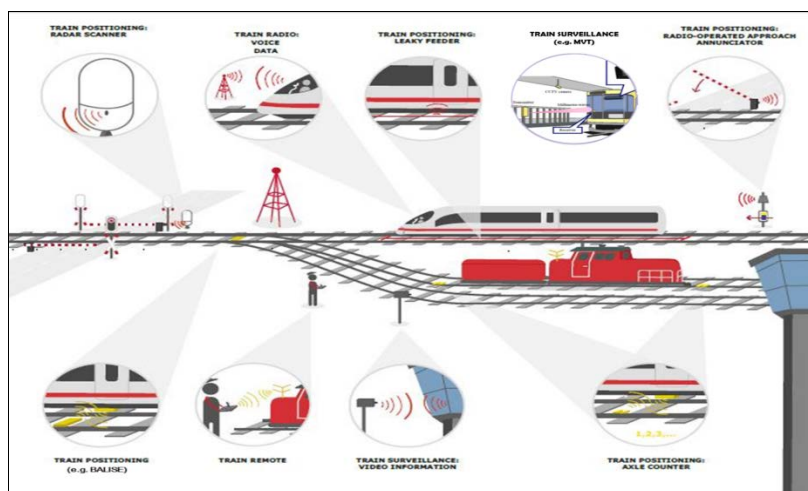 TRAIN POSITIONING:
RADAR SCANNER
TRAIN RADIO:
VOICE
DATA
TRAIN POSITIONING:
LEAKY FEEDER
TRAIN SURVEILLANCE
(e.g. MVT)
TRAIN POSITIONING:
RADIO-OPERATED APPROACH
ANNUNCIATOR
TRAIN POSITIONING
(e.g. BALISE)
TRAIN REMOTE
TRAIN SURVEILLANCE:
VIDEO INFORMATION
1,2,3,...
TRAIN POSITIONING:
AXLE COUNTER